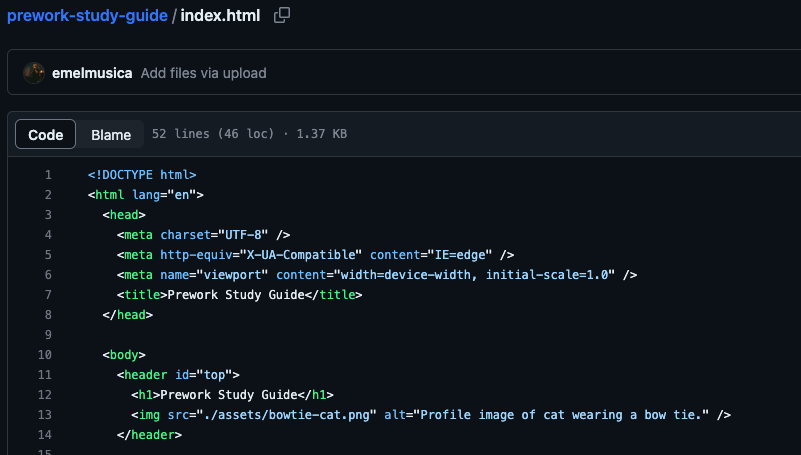 prework-study-guide / index.html
emelmusica Add files via upload
Code Blame 52 lines (46 loc) · 1.37 KB
1 <!DOCTYPE html>
2 <html lang="en">
3 <head>
4 <meta charset="UTF-8" />
5 <meta http-equiv="X-UA-Compatible" content="IE=edge" />
6 <meta name="viewport" content="width=device-width, initial-scale=1.0" />
7 <title>Prework Study Guide</title>
8 </head>
9
10 <body>
11 <header id="top">
12 <h1>Prework Study Guide</h1>
13 <img src="./assets/bowtie-cat.png" alt="Profile image of cat wearing a bow tie." />
14 </header>
15